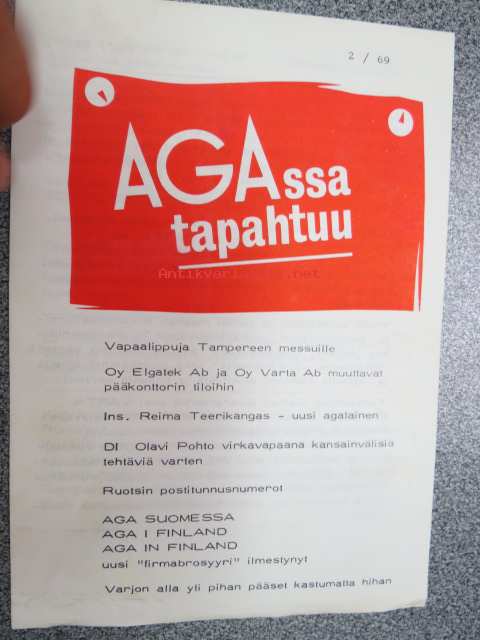 2 / 69
AGAssa
tapahtuu
Antikvariaatti.net
Vapaalippuja Tampereen messuille
Oy Elgatek Ab ja Oy Varta Ab muuttavat
pääkonttorin tiloihin
Ins. Reima Teerikangas - uusi agalainen
DI Olavi Pohto virkavapaana kansainvälisiä
tehtäviä varten
Ruotsin postitunnusnumerot
AGA SUOMESSA
AGA I FINLAND
AGA IN FINLAND
uusi "firmabrosyyri" ilmestynyt
Varjon alla yli pihan pääset kastumatta hihan